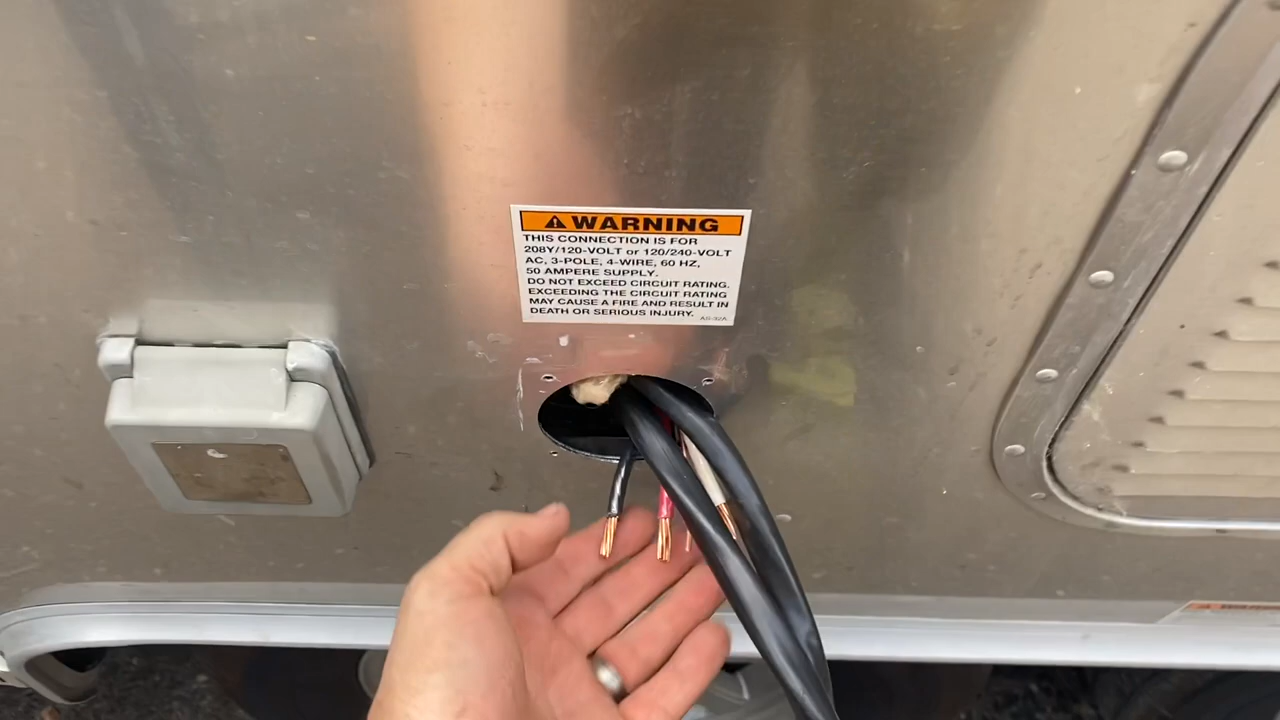 WARNING
THIS CONNECTION IS FOR
208Y/120-VOLT or 120/240-VOLT
AC, 3-POLE, 4-WIRE, 60 HZ,
50 AMPERE SUPPLY.
DO NOT EXCEED CIRCUIT RATING.
EXCEEDING THE CIRCUIT RATING
MAY CAUSE A FIRE AND RESULT IN
DEATH OR SERIOUS INJURY.
AS-32A